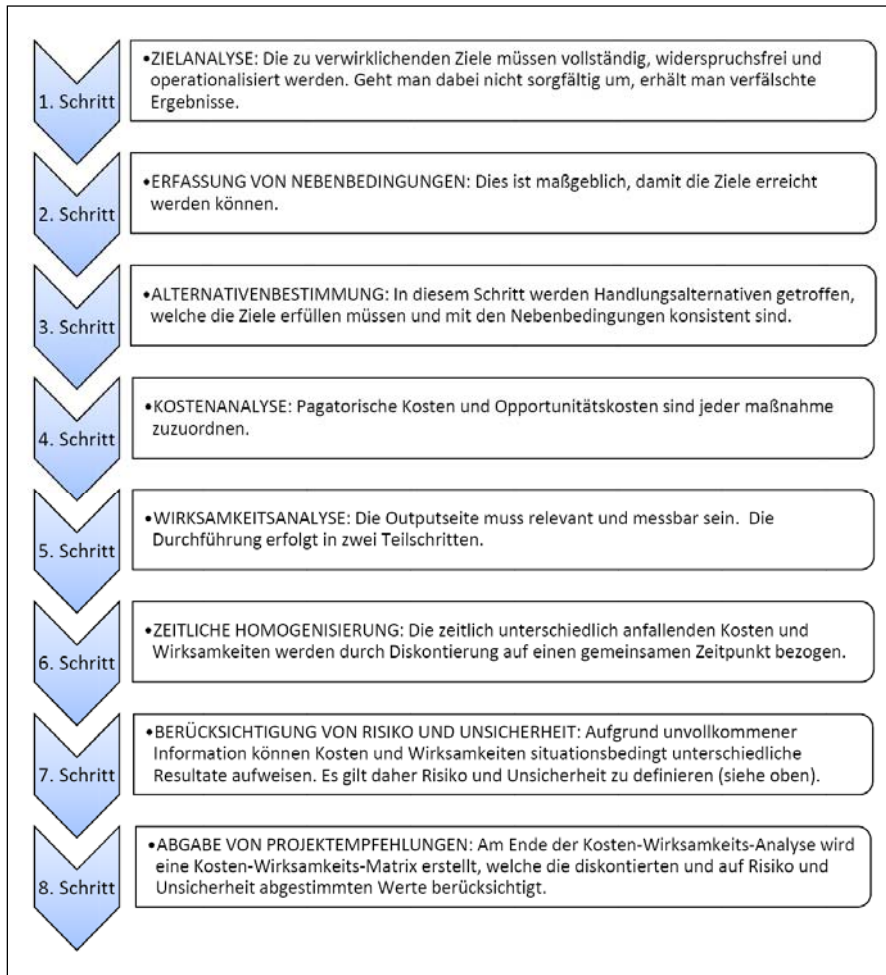 1. Schritt
•ZIELANALYSE: Die zu verwirklichenden Ziele müssen vollständig, widerspruchsfrei und
operationalisiert werden. Geht man dabei nicht sorgfältig um, erhält man verfälschte
Ergebnisse.
2. Schritt
•ERFASSUNG VON NEBENBEDINGUNGEN: Dies ist maßgeblich, damit die Ziele erreicht
werden können.
3. Schritt
•ALTERNATIVENBESTIMMUNG: In diesem Schritt werden Handlungsalternativen getroffen,
welche die Ziele erfüllen müssen und mit den Nebenbedingungen konsistent sind.
4. Schritt
•KOSTENANALYSE: Pagatorische Kosten und Opportunitätskosten sind jeder maßnahme
zuzuordnen.
5. Schritt
•WIRKSAMKEITSANALYSE: Die Outputseite muss relevant und messbar sein. Die
Durchführung erfolgt in zwei Teilschritten.
6. Schritt
•ZEITLICHE HOMOGENISIERUNG: Die zeitlich unterschiedlich anfallenden Kosten und
Wirksamkeiten werden durch Diskontierung auf einen gemeinsamen Zeitpunkt bezogen.
7. Schritt
•BERÜCKSICHTIGUNG VON RISIKO UND UNSICHERHEIT: Aufgrund unvollkommener
Information können Kosten und Wirksamkeiten situationsbedingt unterschiedliche
Resultate aufweisen. Es gilt daher Risiko und Unsicherheit zu definieren (siehe oben).
8. Schritt
•ABGABE VON PROJEKTEMPFEHLUNGEN: Am Ende der Kosten-Wirksamkeits-Analyse wird
eine Kosten-Wirksamkeits-Matrix erstellt, welche die diskontierten und auf Risiko und
Unsicherheit abgestimmten Werte berücksichtigt.